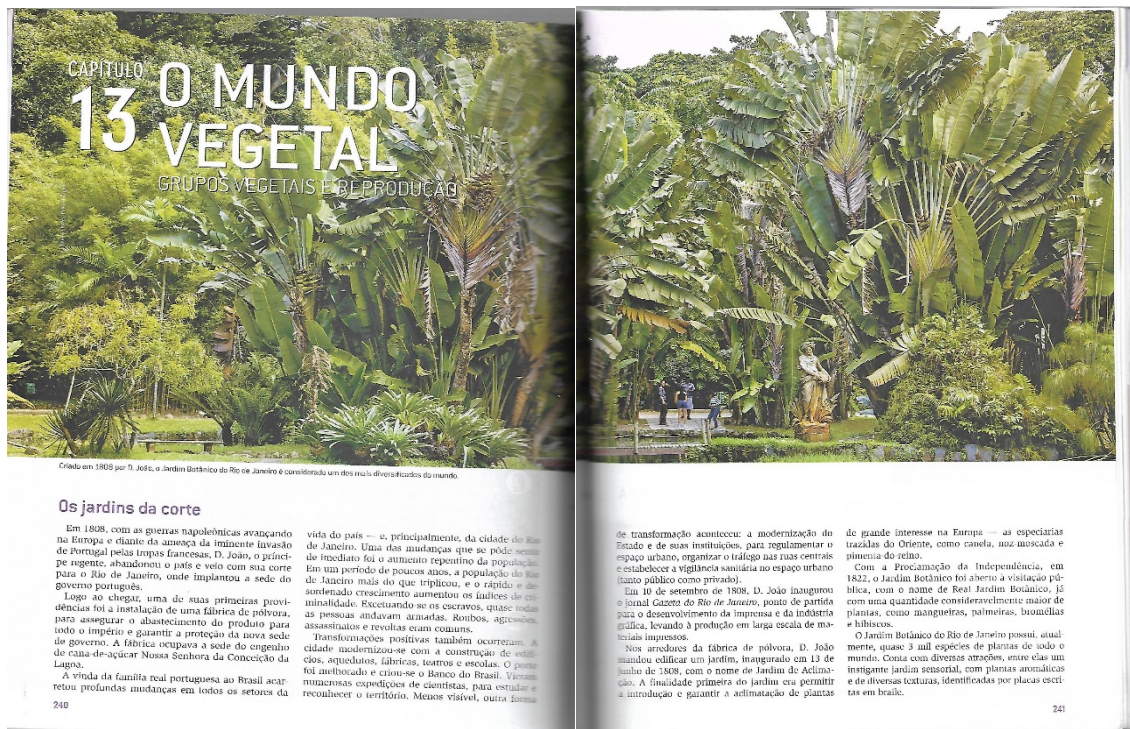 CAPÍTULO
13
O MUNDO
VEGETAL
GRUPOS VEGETAIS E REPRODUÇÃO
Criado em 1808 por D. João, o Jardim Botânico do Rio de Janeiro é considerado um dos mais diversificados do mundo.
Os jardins da corte
Em 1808, com as guerras napoleônicas avançando
na Europa e diante da ameaça da iminente invasão
de Portugal pelas tropas francesas, D. João, o prínci-
pe regente, abandonou o país e veio com sua corte
para o Rio de Janeiro, onde implantou a sede do
governo português.
Logo ao chegar, uma de suas primeiras provi-
dências foi a instalação de uma fábrica de pólvora,
para assegurar o abastecimento do produto para
todo o império e garantir a proteção da nova sede
de governo. A fábrica ocupava a sede do engenho
de cana-de-açúcar Nossa Senhora da Conceição da
Lagoa.
A vinda da família real portuguesa ao Brasil acar-
retou profundas mudanças em todos os setores da
240
vida do país — e, principalmente, da cidade do Rio
de Janeiro. Uma das mudanças que se pôde sentir
de imediato foi o aumento repentino da população.
Em um período de poucos anos, a população do Rio
de Janeiro mais do que triplicou, e o rápido e de-
sordenado crescimento aumentou os índices de cri-
minalidade. Excetuando-se os escravos, quase todas
as pessoas andavam armadas. Roubos, agressões,
assassinatos e revoltas eram comuns.
Transformações positivas também ocorreram. A
cidade modernizou-se com a construção de edifí-
cios, aquedutos, fábricas, teatros e escolas. O porto
foi melhorado e criou-se o Banco do Brasil. Vieram
numerosas expedições de cientistas, para estudar e
reconhecer o território. Menos visível, outra forma
de transformação aconteceu: a modernização do
Estado e de suas instituições, para regulamentar o
espaço urbano, organizar o tráfego nas ruas centrais
e estabelecer a vigilância sanitária no espaço urbano
(tanto público como privado).
Em 10 de setembro de 1808, D. João inaugurou
o jornal Gazeta do Rio de Janeiro, ponto de partida
para o desenvolvimento da imprensa e da indústria
gráfica, levando à produção em larga escala de ma-
teriais impressos.
Nos arredores da fábrica de pólvora, D. João
mandou edificar um jardim, inaugurado em 13 de
junho de 1808, com o nome de Jardim de Aclima-
ção. A finalidade primeira do jardim era permitir
a introdução e garantir a aclimatação de plantas
de grande interesse na Europa — as especiarias
trazidas do Oriente, como canela, noz-moscada e
pimenta-do-reino.
Com a Proclamação da Independência, em
1822, o Jardim Botânico foi aberto à visitação pú-
blica, com o nome de Real Jardim Botânico, já
com uma quantidade consideravelmente maior de
plantas, como mangueiras, palmeiras, bromélias
e hibiscos.
O Jardim Botânico do Rio de Janeiro possui, atual-
mente, quase 3 mil espécies de plantas de todo o
mundo. Conta com diversas atrações, entre elas um
instigante jardim sensorial, com plantas aromáticas
e de diversas texturas, identificadas por placas escri-
tas em braile.
241